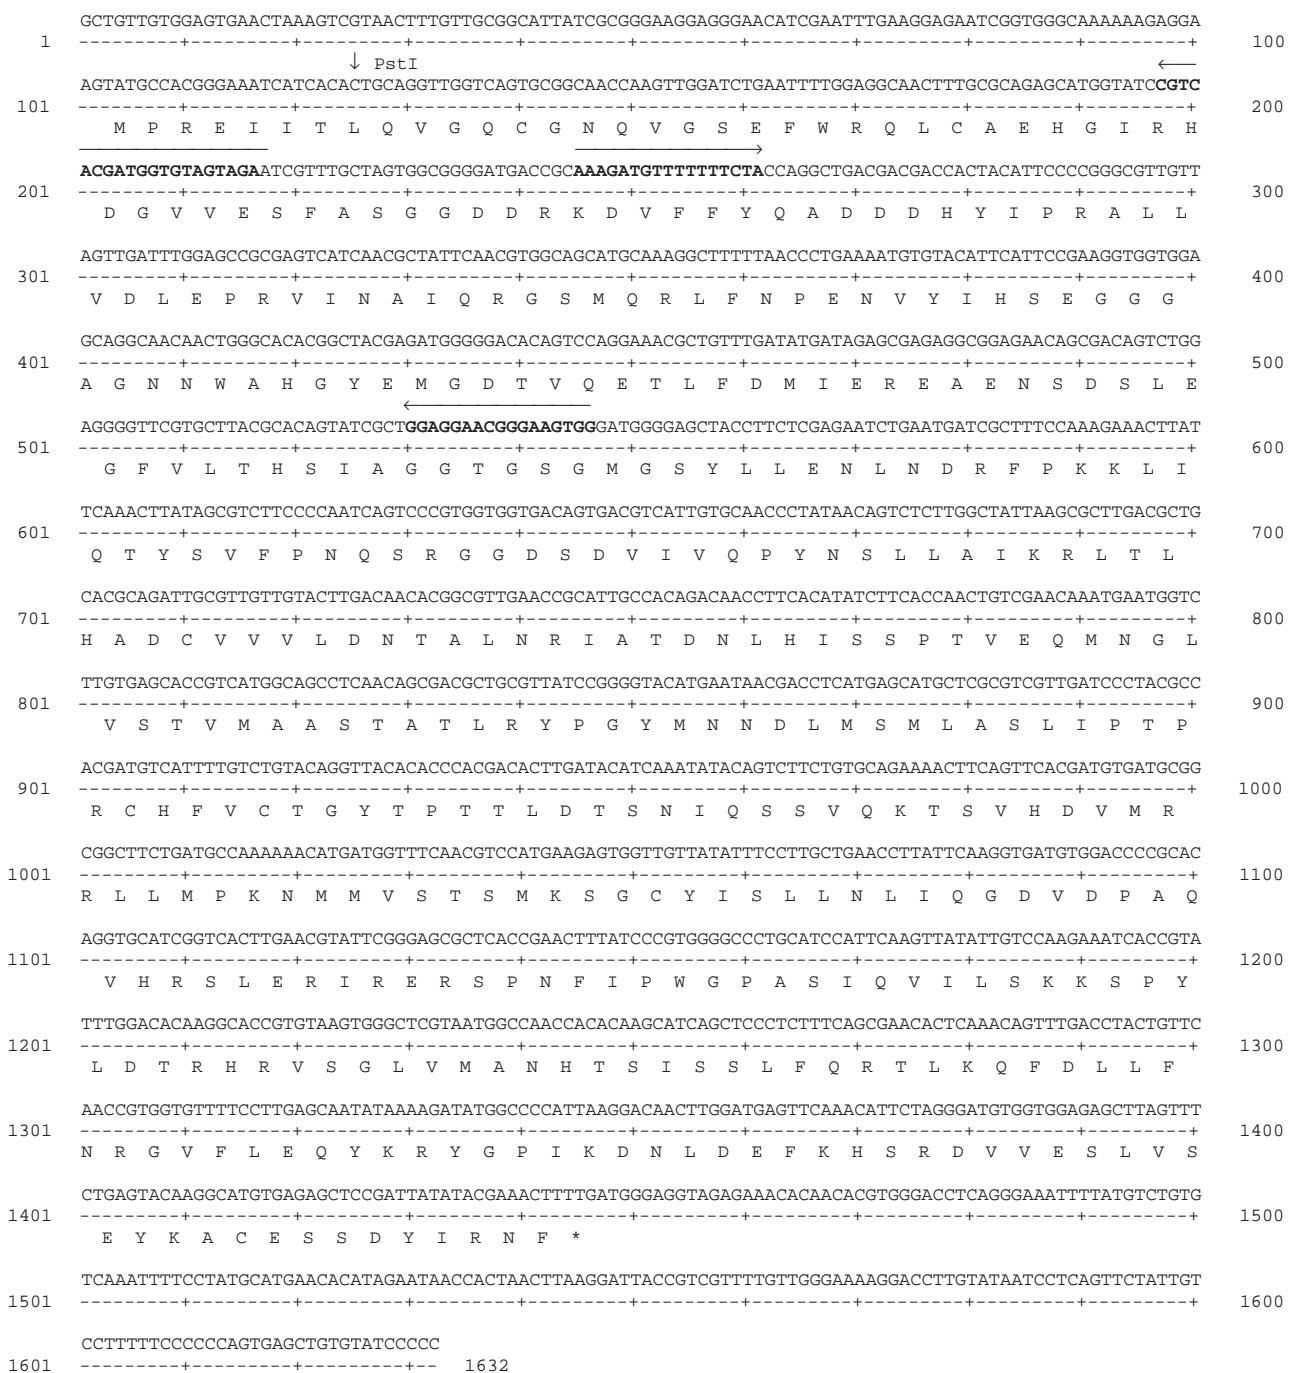 GCTGTTGTGGAGTGAACTAAAGTCGTAACTTTGTTGCGGCATTATCGCGGGAAGGAGGGAACATCGAATTTGAAGGAGAATCGGTGGGCAAAAAAGAGGA
1 ---------+---------+---------+---------+---------+---------+---------+---------+---------+---------+ 100
↓ PstI ←
AGTATGCCACGGGAAATCATCACACTGCAGGTTGGTCAGTGCGGCAACCAAGTTGGATCTGAATTTTGGAGGCAACTTTGCGCAGAGCATGGTATCCGTC
101 ---------+---------+---------+---------+---------+---------+---------+---------+---------+---------+ 200
M P R E I I T L Q V G Q C G N Q V G S E F W R Q L C A E H G I R H
→
ACGATGGTGTAGTAGAATCGTTTGCTAGTGGCGGGGATGACCGCAAAGATGTTTTTTTCTACCAGGCTGACGACGACCACTACATTCCCCGGGCGTTGTT
201 ---------+---------+---------+---------+---------+---------+---------+---------+---------+---------+ 300
D G V V E S F A S G G D D R K D V F F Y Q A D D D H Y I P R A L L
AGTTGATTTGGAGCCGCGAGTCATCAACGCTATTCAACGTGGCAGCATGCAAAGGCTTTTTAACCCTGAAAATGTGTACATTCATTCCGAAGGTGGTGGA
301 ---------+---------+---------+---------+---------+---------+---------+---------+---------+---------+ 400
V D L E P R V I N A I Q R G S M Q R L F N P E N V Y I H S E G G G
GCAGGCAACAACTGGGCACACGGCTACGAGATGGGGGACACAGTCCAGGAAACGCTGTTTGATATGATAGAGCGAGAGGCGGAGAACAGCGACAGTCTGG
401 ---------+---------+---------+---------+---------+---------+---------+---------+---------+---------+ 500
A G N N W A H G Y E M G D T V Q E T L F D M I E R E A E N S D S L E
←
AGGGGTTCGTGCTTACGCACAGTATCGCTGGAGGAACGGGAAGTGGGATGGGGAGCTACCTTCTCGAGAATCTGAATGATCGCTTTCCAAAGAAACTTAT
501 ---------+---------+---------+---------+---------+---------+---------+---------+---------+---------+ 600
G F V L T H S I A G G T G S G M G S Y L L E N L N D R F P K K L I
TCAAACTTATAGCGTCTTCCCCAATCAGTCCCGTGGTGGTGACAGTGACGTCATTGTGCAACCCTATAACAGTCTCTTGGCTATTAAGCGCTTGACGCTG
601 ---------+---------+---------+---------+---------+---------+---------+---------+---------+---------+ 700
Q T Y S V F P N Q S R G G D S D V I V Q P Y N S L L A I K R L T L
CACGCAGATTGCGTTGTTGTACTTGACAACACGGCGTTGAACCGCATTGCCACAGACAACCTTCACATATCTTCACCAACTGTCGAACAAATGAATGGTC
701 ---------+---------+---------+---------+---------+---------+---------+---------+---------+---------+ 800
H A D C V V V L D N T A L N R I A T D N L H I S S P T V E Q M N G L
TTGTGAGCACCGTCATGGCAGCCTCAACAGCGACGCTGCGTTATCCGGGGTACATGAATAACGACCTCATGAGCATGCTCGCGTCGTTGATCCCTACGCC
801 ---------+---------+---------+---------+---------+---------+---------+---------+---------+---------+ 900
V S T V M A A S T A T L R Y P G Y M N N D L M S M L A S L I P T P
ACGATGTCATTTTGTCTGTACAGGTTACACACCCACGACACTTGATACATCAAATATACAGTCTTCTGTGCAGAAAACTTCAGTTCACGATGTGATGCGG
901 ---------+---------+---------+---------+---------+---------+---------+---------+---------+---------+ 1000
R C H F V C T G Y T P T T L D T S N I Q S S V Q K T S V H D V M R
CGGCTTCTGATGCCAAAAAACATGATGGTTTCAACGTCCATGAAGAGTGGTTGTTATATTTCCTTGCTGAACCTTATTCAAGGTGATGTGGACCCCGCAC
1001 ---------+---------+---------+---------+---------+---------+---------+---------+---------+---------+ 1100
R L L M P K N M M V S T S M K S G C Y I S L L N L I Q G D V D P A Q
AGGTGCATCGGTCACTTGAACGTATTCGGGAGCGCTCACCGAACTTTATCCCGTGGGGCCCTGCATCCATTCAAGTTATATTGTCCAAGAAATCACCGTA
1101 ---------+---------+---------+---------+---------+---------+---------+---------+---------+---------+ 1200
V H R S L E R I R E R S P N F I P W G P A S I Q V I L S K K S P Y
TTTGGACACAAGGCACCGTGTAAGTGGGCTCGTAATGGCCAACCACACAAGCATCAGCTCCCTCTTTCAGCGAACACTCAAACAGTTTGACCTACTGTTC
1201 ---------+---------+---------+---------+---------+---------+---------+---------+---------+---------+ 1300
L D T R H R V S G L V M A N H T S I S S L F Q R T L K Q F D L L F
AACCGTGGTGTTTTCCTTGAGCAATATAAAAGATATGGCCCCATTAAGGACAACTTGGATGAGTTCAAACATTCTAGGGATGTGGTGGAGAGCTTAGTTT
1301 ---------+---------+---------+---------+---------+---------+---------+---------+---------+---------+ 1400
N R G V F L E Q Y K R Y G P I K D N L D E F K H S R D V V E S L V S
CTGAGTACAAGGCATGTGAGAGCTCCGATTATATACGAAACTTTTGATGGGAGGTAGAGAAACACAACACGTGGGACCTCAGGGAAATTTTATGTCTGTG
1401 ---------+---------+---------+---------+---------+---------+---------+---------+---------+---------+ 1500
E Y K A C E S S D Y I R N F *
TCAAATTTTCCTATGCATGAACACATAGAATAACCACTAACTTAAGGATTACCGTCGTTTTGTTGGGAAAAGGACCTTGTATAATCCTCAGTTCTATTGT
1501 ---------+---------+---------+---------+---------+---------+---------+---------+---------+---------+ 1600
CCTTTTTCCCCCCAGTGAGCTGTGTATCCCCC
1601 ---------+---------+---------+-- 1632